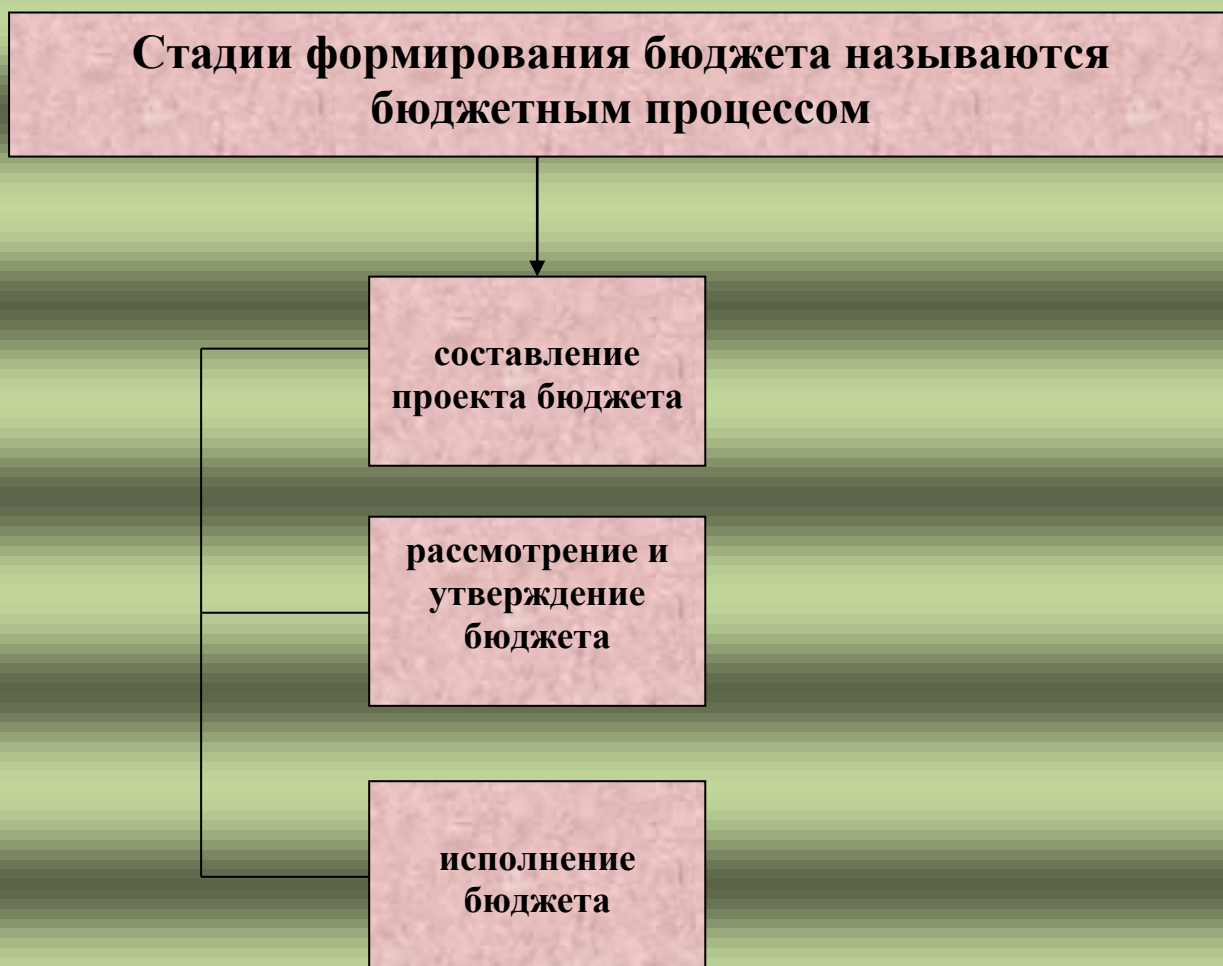 Стадии формирования бюджета называются
бюджетным процессом
составление
проекта бюджета
рассмотрение и
утверждение
бюджета
исполнение
бюджета